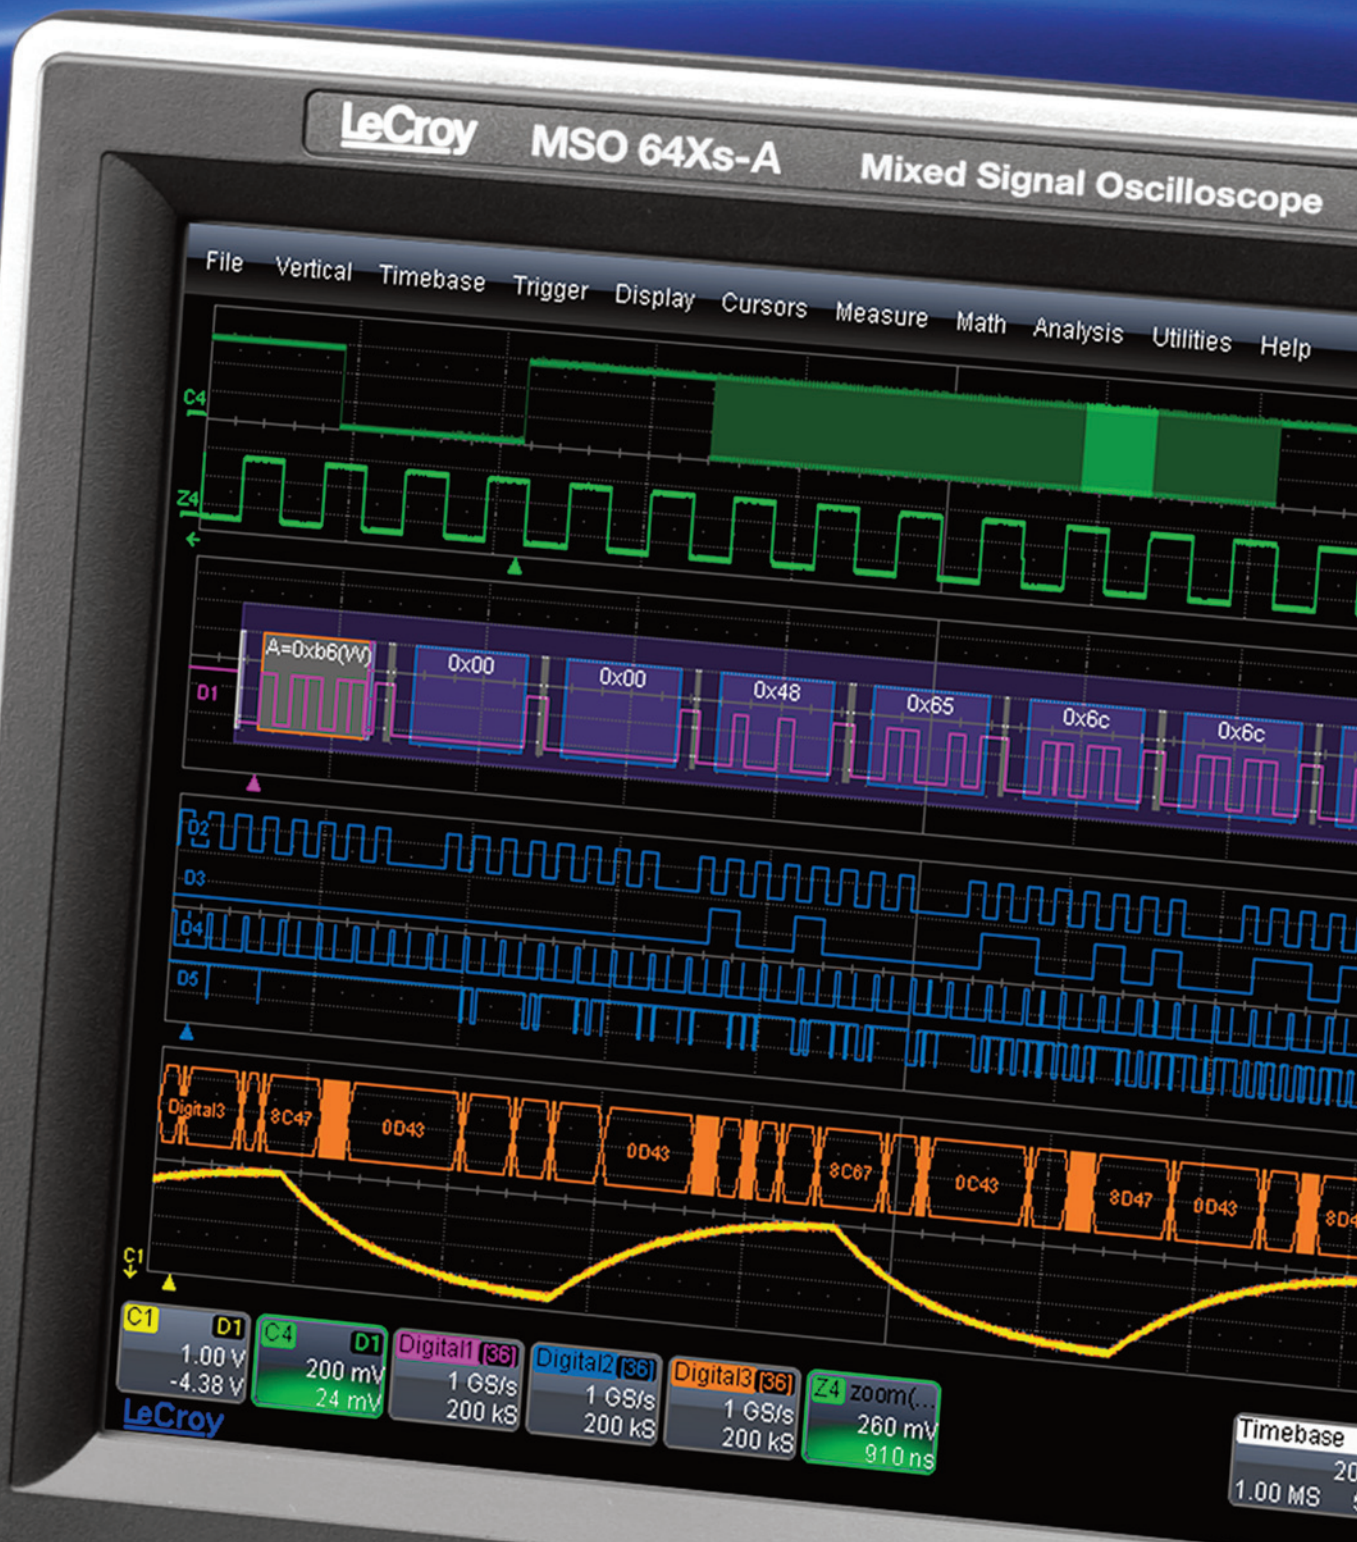 LeCroy MSO 64Xs-A Mixed Signal Oscilloscope
File Vertical Timebase Trigger Display Cursors Measure Math Analysis Utilities Help
C4
Z4
A=0xb6(W) 0x00 0x00 0x48 0x65 0x6c 0x6c
D1
D2
D3
D4
D5
Digital3 8C47 0D43 0D43 8C67 0C43 8D47 0D43
C1
C1 D1
1.00 V
-4.38 V
C4 D1
200 mV
24 mV
Digital1 (36)
1 GS/s
200 kS
Digital2 (36)
1 GS/s
200 kS
Digital3 (36)
1 GS/s
200 kS
Z4 zoom(...
260 mV
910 ns
LeCroy
Timebase
20
1.00 MS